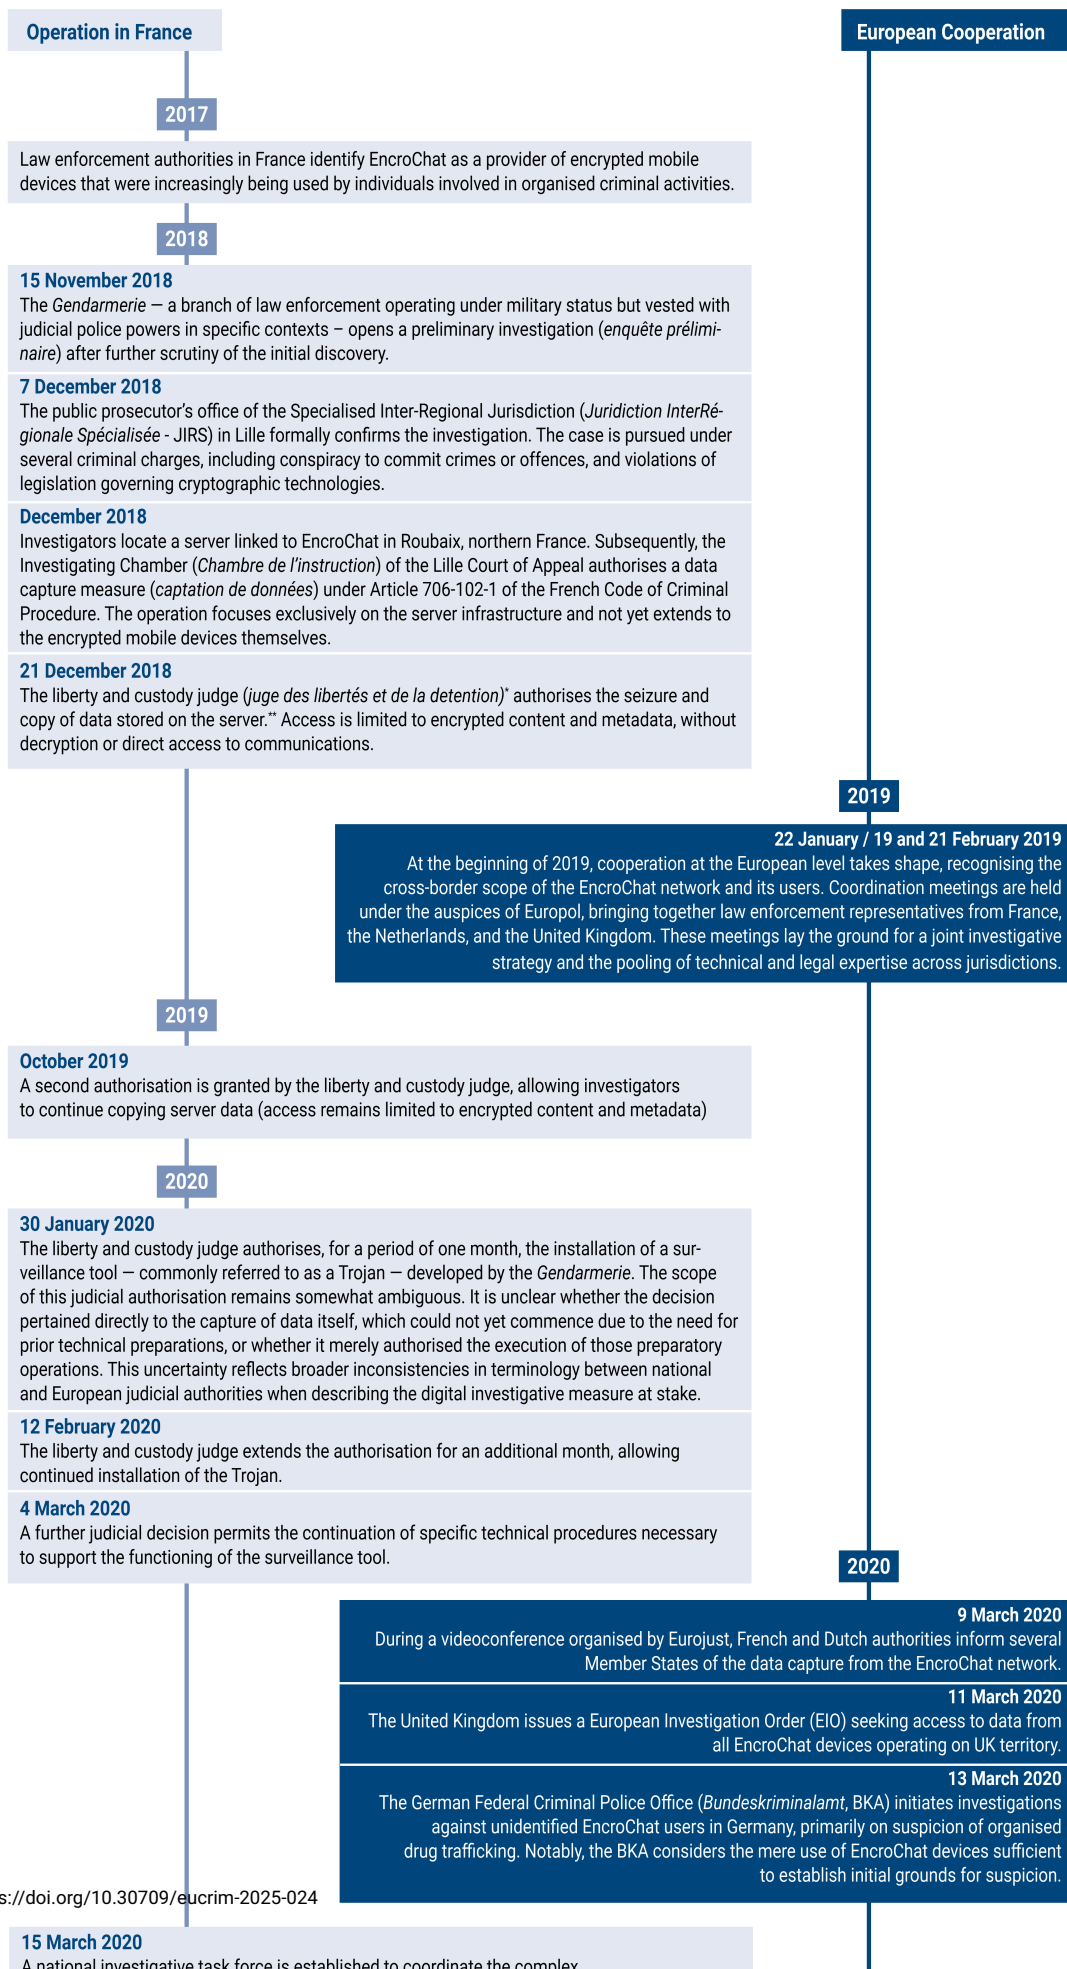 Operation in France
European Cooperation
2017
Law enforcement authorities in France identify EncroChat as a provider of encrypted mobile
devices that were increasingly being used by individuals involved in organised criminal activities.
2018
15 November 2018
The Gendarmerie — a branch of law enforcement operating under military status but vested with
judicial police powers in specific contexts – opens a preliminary investigation (enquête prélimi-
naire) after further scrutiny of the initial discovery.
7 December 2018
The public prosecutor’s office of the Specialised Inter-Regional Jurisdiction (Juridiction InterRé-
gionale Spécialisée - JIRS) in Lille formally confirms the investigation. The case is pursued under
several criminal charges, including conspiracy to commit crimes or offences, and violations of
legislation governing cryptographic technologies.
December 2018
Investigators locate a server linked to EncroChat in Roubaix, northern France. Subsequently, the
Investigating Chamber (Chambre de l’instruction) of the Lille Court of Appeal authorises a data
capture measure (captation de données) under Article 706-102-1 of the French Code of Criminal
Procedure. The operation focuses exclusively on the server infrastructure and not yet extends to
the encrypted mobile devices themselves.
21 December 2018
The liberty and custody judge (juge des libertés et de la detention)* authorises the seizure and
copy of data stored on the server.** Access is limited to encrypted content and metadata, without
decryption or direct access to communications.
2019
22 January / 19 and 21 February 2019
At the beginning of 2019, cooperation at the European level takes shape, recognising the
cross-border scope of the EncroChat network and its users. Coordination meetings are held
under the auspices of Europol, bringing together law enforcement representatives from France,
the Netherlands, and the United Kingdom. These meetings lay the ground for a joint investigative
strategy and the pooling of technical and legal expertise across jurisdictions.
2019
October 2019
A second authorisation is granted by the liberty and custody judge, allowing investigators
to continue copying server data (access remains limited to encrypted content and metadata)
2020
30 January 2020
The liberty and custody judge authorises, for a period of one month, the installation of a sur-
veillance tool — commonly referred to as a Trojan — developed by the Gendarmerie. The scope
of this judicial authorisation remains somewhat ambiguous. It is unclear whether the decision
pertained directly to the capture of data itself, which could not yet commence due to the need for
prior technical preparations, or whether it merely authorised the execution of those preparatory
operations. This uncertainty reflects broader inconsistencies in terminology between national
and European judicial authorities when describing the digital investigative measure at stake.
12 February 2020
The liberty and custody judge extends the authorisation for an additional month, allowing
continued installation of the Trojan.
4 March 2020
A further judicial decision permits the continuation of specific technical procedures necessary
to support the functioning of the surveillance tool.
2020
9 March 2020
During a videoconference organised by Eurojust, French and Dutch authorities inform several
Member States of the data capture from the EncroChat network.
11 March 2020
The United Kingdom issues a European Investigation Order (EIO) seeking access to data from
all EncroChat devices operating on UK territory.
13 March 2020
The German Federal Criminal Police Office (Bundeskriminalamt, BKA) initiates investigations
against unidentified EncroChat users in Germany, primarily on suspicion of organised
drug trafficking. Notably, the BKA considers the mere use of EncroChat devices sufficient
to establish initial grounds for suspicion.
s://doi.org/10.30709/eucrim-2025-024
15 March 2020
A national investigative task force is established to coordinate the complex